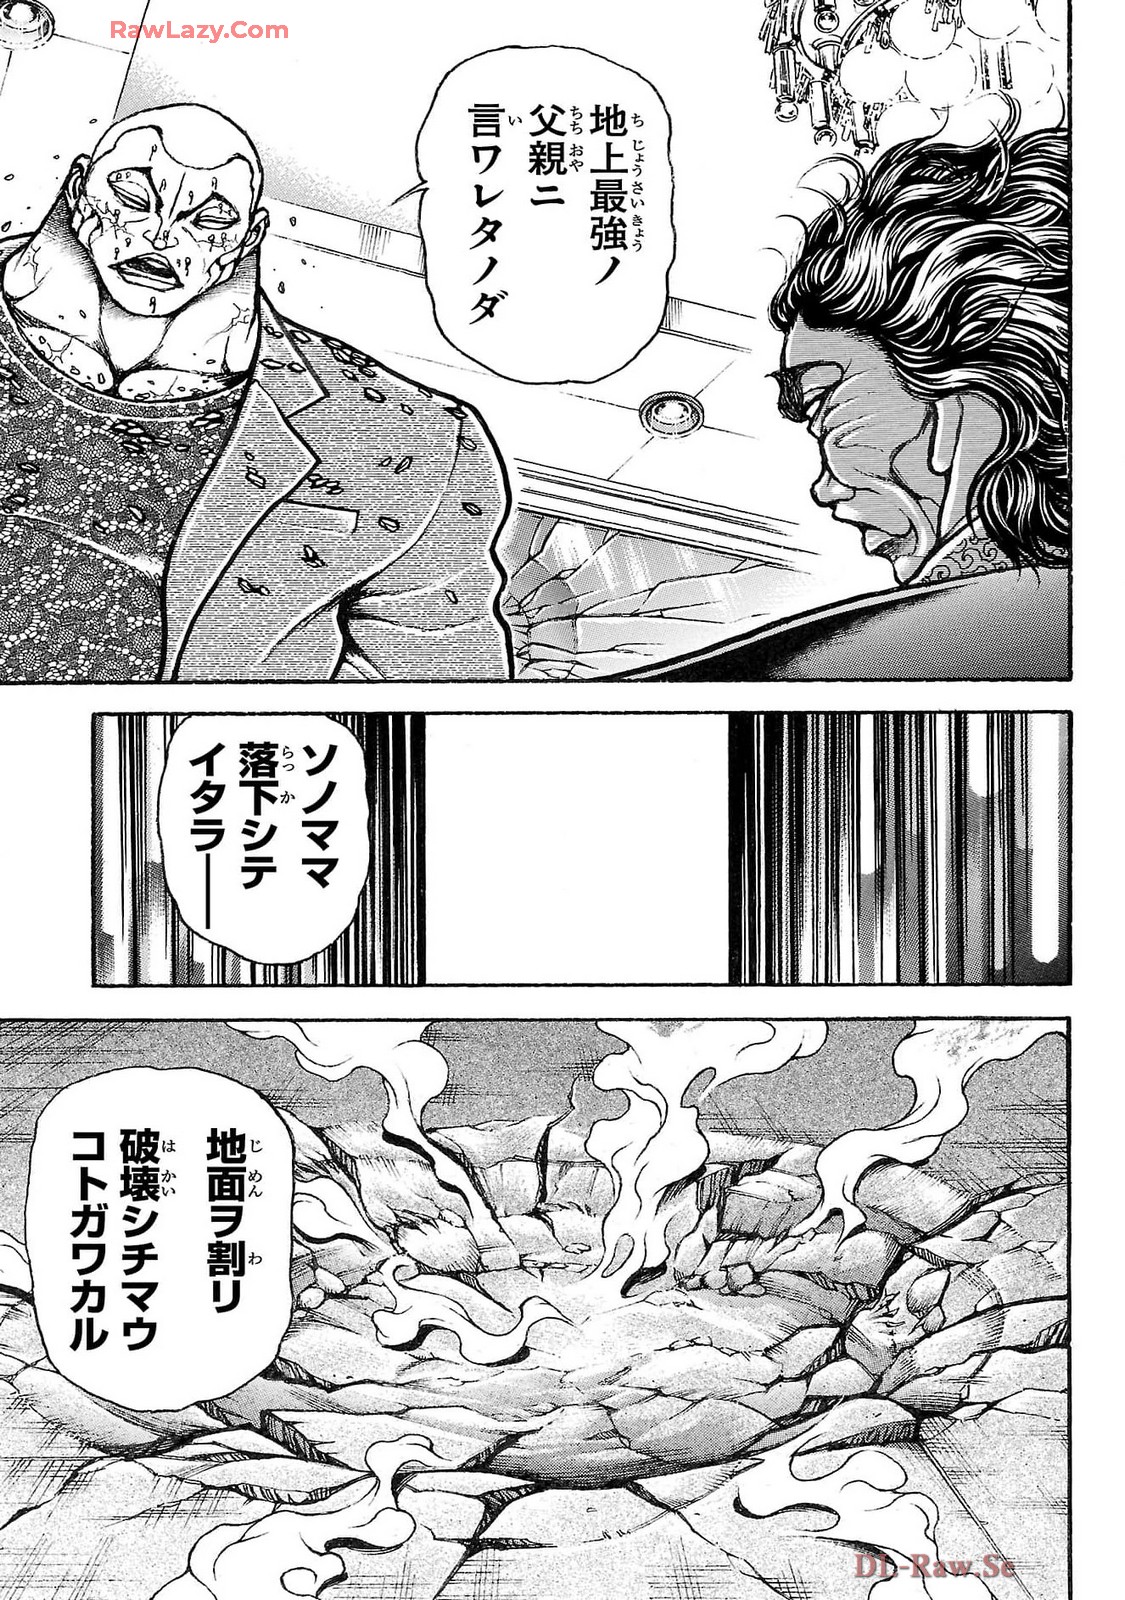 RawLazy.Com
地上最強ノ
父親ニ
言ワレタノダ
ソノママ
落下シテ
イタラ――
地面ヲ割リ
破壊シチマウ
コトガワカル
DL-Raw.Se